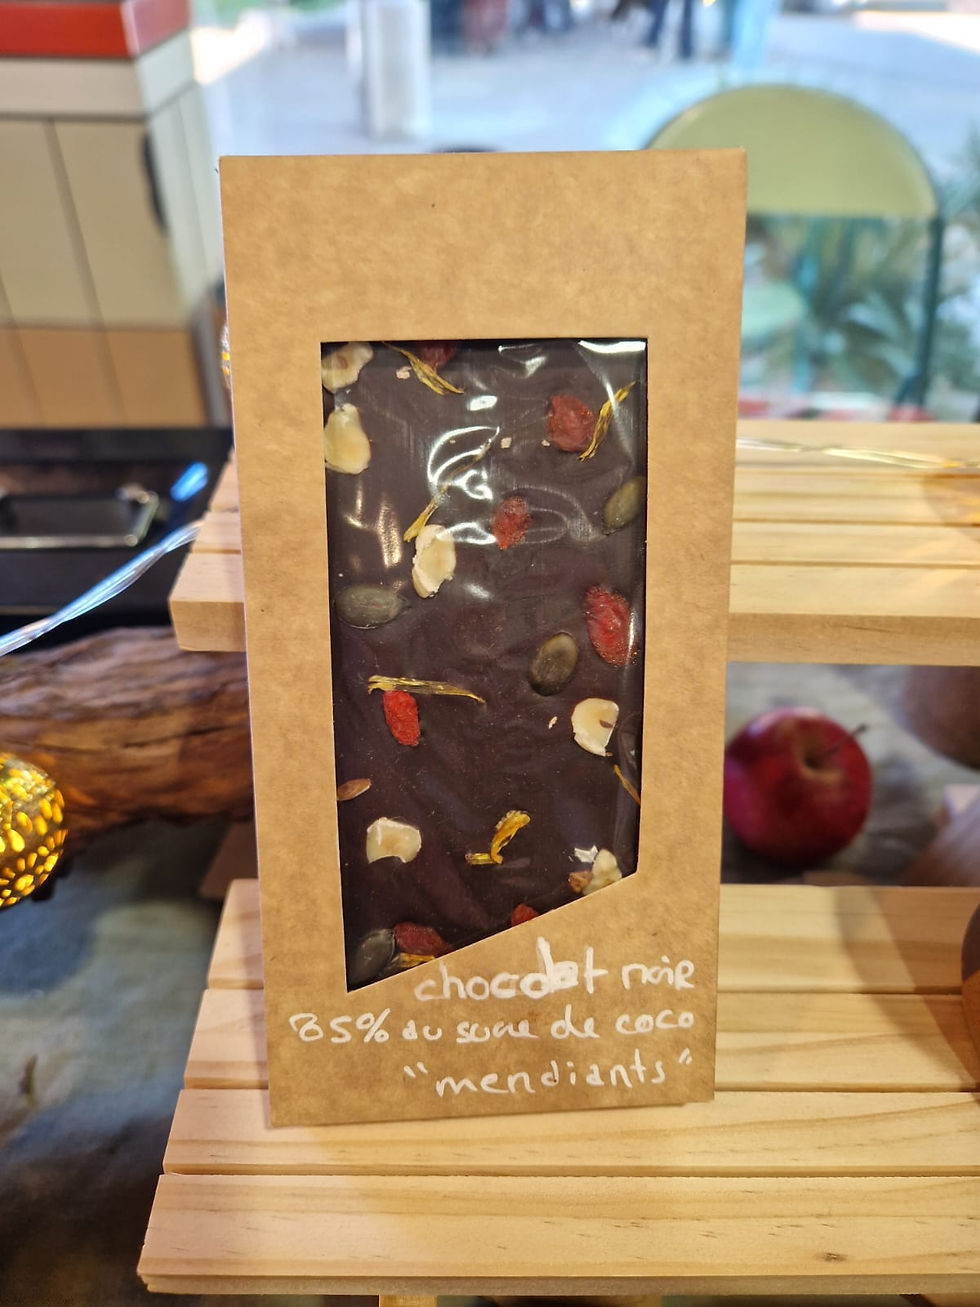 chocolat noir
85% au sucre de coco
"mendiants"